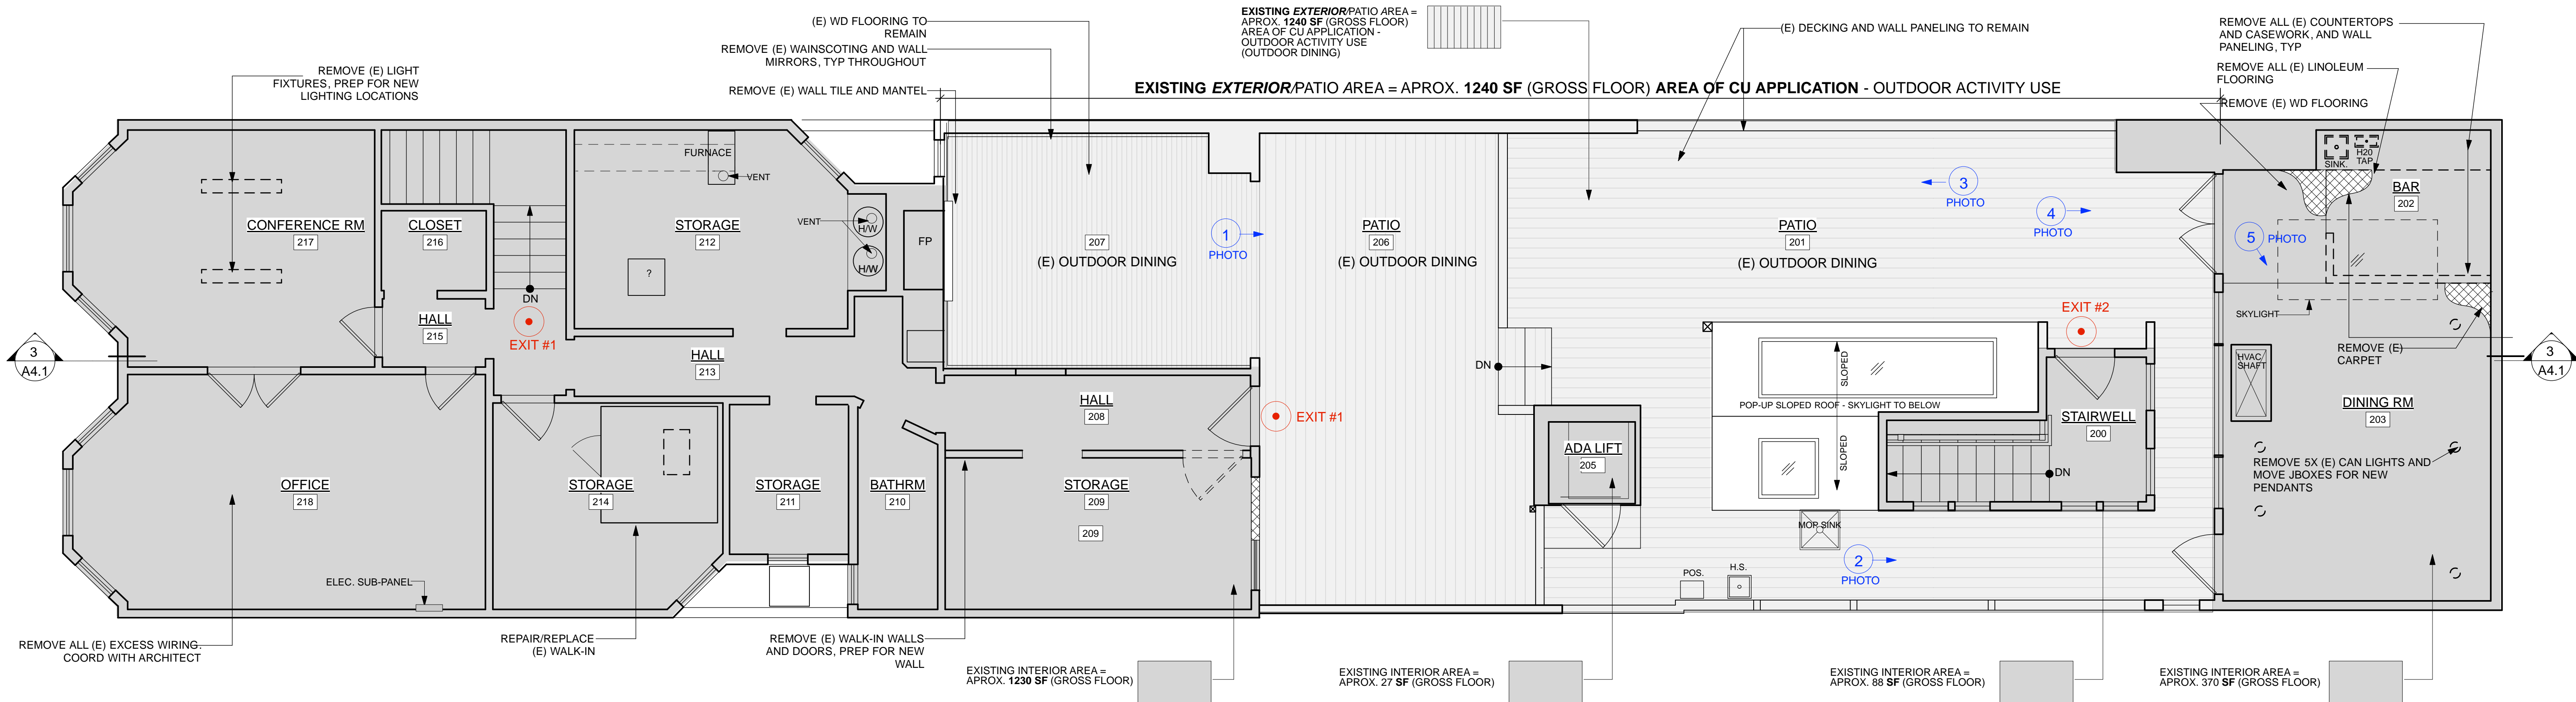 (E) WD FLOORING TO
REMAIN
REMOVE (E) WAINSCOTING AND WALL
MIRRORS, TYP THROUGHOUT
REMOVE (E) WALL TILE AND MANTEL
REMOVE (E) LIGHT
FIXTURES, PREP FOR NEW
LIGHTING LOCATIONS
EXISTING EXTERIOR/PATIO AREA =
APROX. 1240 SF (GROSS FLOOR)
AREA OF CU APPLICATION -
OUTDOOR ACTIVITY USE
(OUTDOOR DINING)
(E) DECKING AND WALL PANELING TO REMAIN
REMOVE ALL (E) COUNTERTOPS
AND CASEWORK, AND WALL
PANELING, TYP
REMOVE ALL (E) LINOLEUM
FLOORING
REMOVE (E) WD FLOORING
EXISTING EXTERIOR/PATIO AREA = APROX. 1240 SF (GROSS FLOOR) AREA OF CU APPLICATION - OUTDOOR ACTIVITY USE
CONFERENCE RM
217
CLOSET
216
HALL
215
DN
EXIT #1
FURNACE
VENT
STORAGE
212
VENT
H/W
H/W
?
FP
HALL
213
207
(E) OUTDOOR DINING
1
PHOTO
PATIO
206
(E) OUTDOOR DINING
PATIO
201
(E) OUTDOOR DINING
3
PHOTO
4
PHOTO
5
PHOTO
SINK.
H20
TAP
BAR
202
SKYLIGHT
REMOVE (E)
CARPET
EXIT #2
HVAC
SHAFT
DINING RM
203
REMOVE 5X (E) CAN LIGHTS AND
MOVE JBOXES FOR NEW
PENDANTS
3
A4.1
3
A4.1
OFFICE
218
ELEC. SUB-PANEL
STORAGE
214
STORAGE
211
BATHRM
210
HALL
208
EXIT #1
STORAGE
209
209
DN
ADA LIFT
205
SLOPED
POP-UP SLOPED ROOF - SKYLIGHT TO BELOW
SLOPED
STAIRWELL
200
DN
MOP SINK
POS.
H.S.
2
PHOTO
REMOVE ALL (E) EXCESS WIRING.
COORD WITH ARCHITECT
REPAIR/REPLACE
(E) WALK-IN
REMOVE (E) WALK-IN WALLS
AND DOORS, PREP FOR NEW
WALL
EXISTING INTERIOR AREA =
APROX. 1230 SF (GROSS FLOOR)
EXISTING INTERIOR AREA =
APROX. 27 SF (GROSS FLOOR)
EXISTING INTERIOR AREA =
APROX. 88 SF (GROSS FLOOR)
EXISTING INTERIOR AREA =
APROX. 370 SF (GROSS FLOOR)